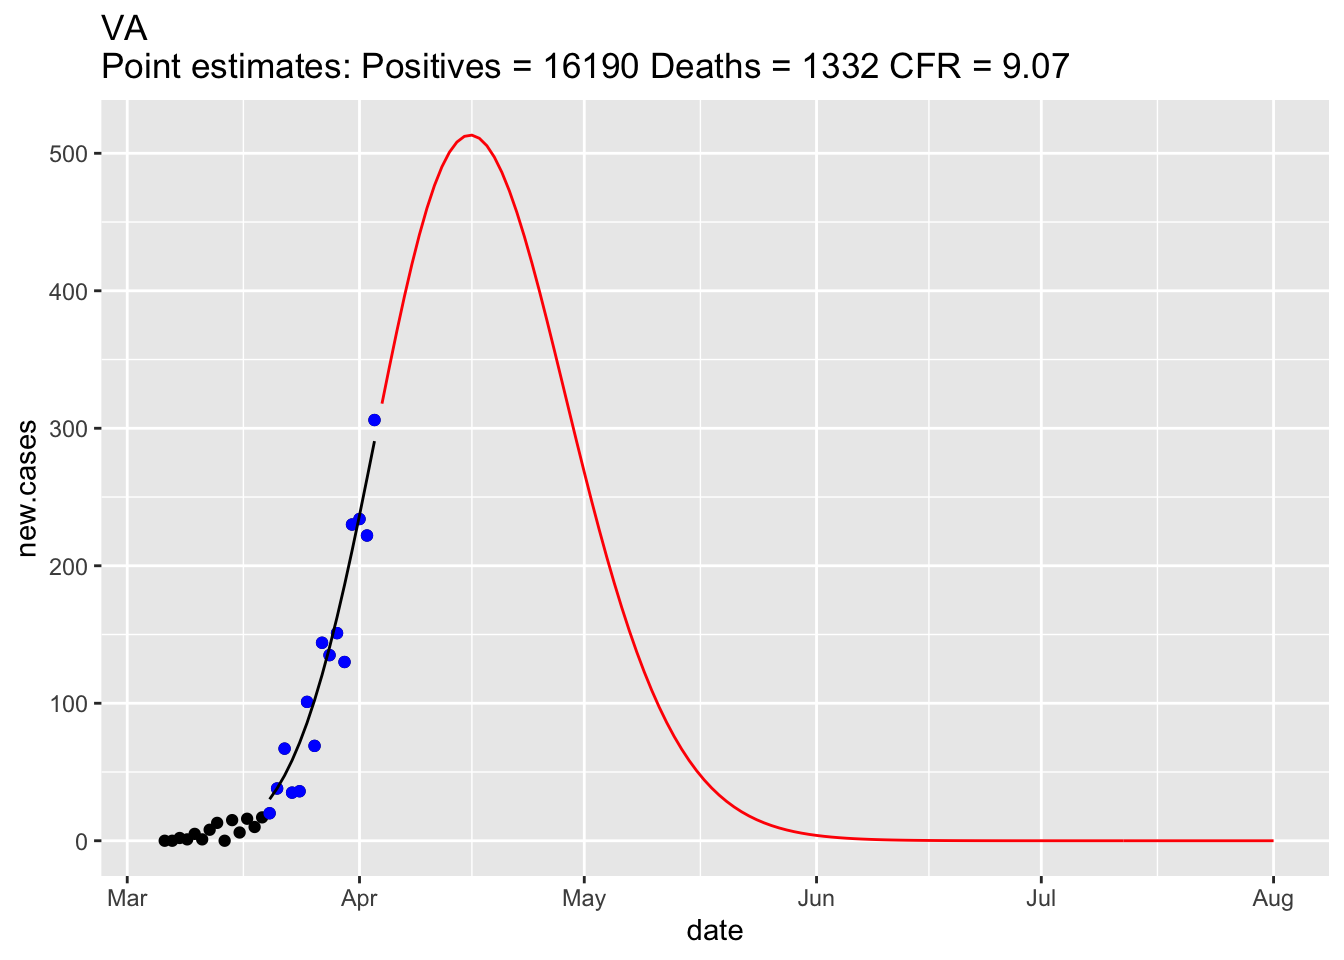 VA
Point estimates: Positives = 16190 Deaths = 1332 CFR = 9.07
500
400
300
200
100
0
new.cases
Mar Apr May Jun Jul Aug
date